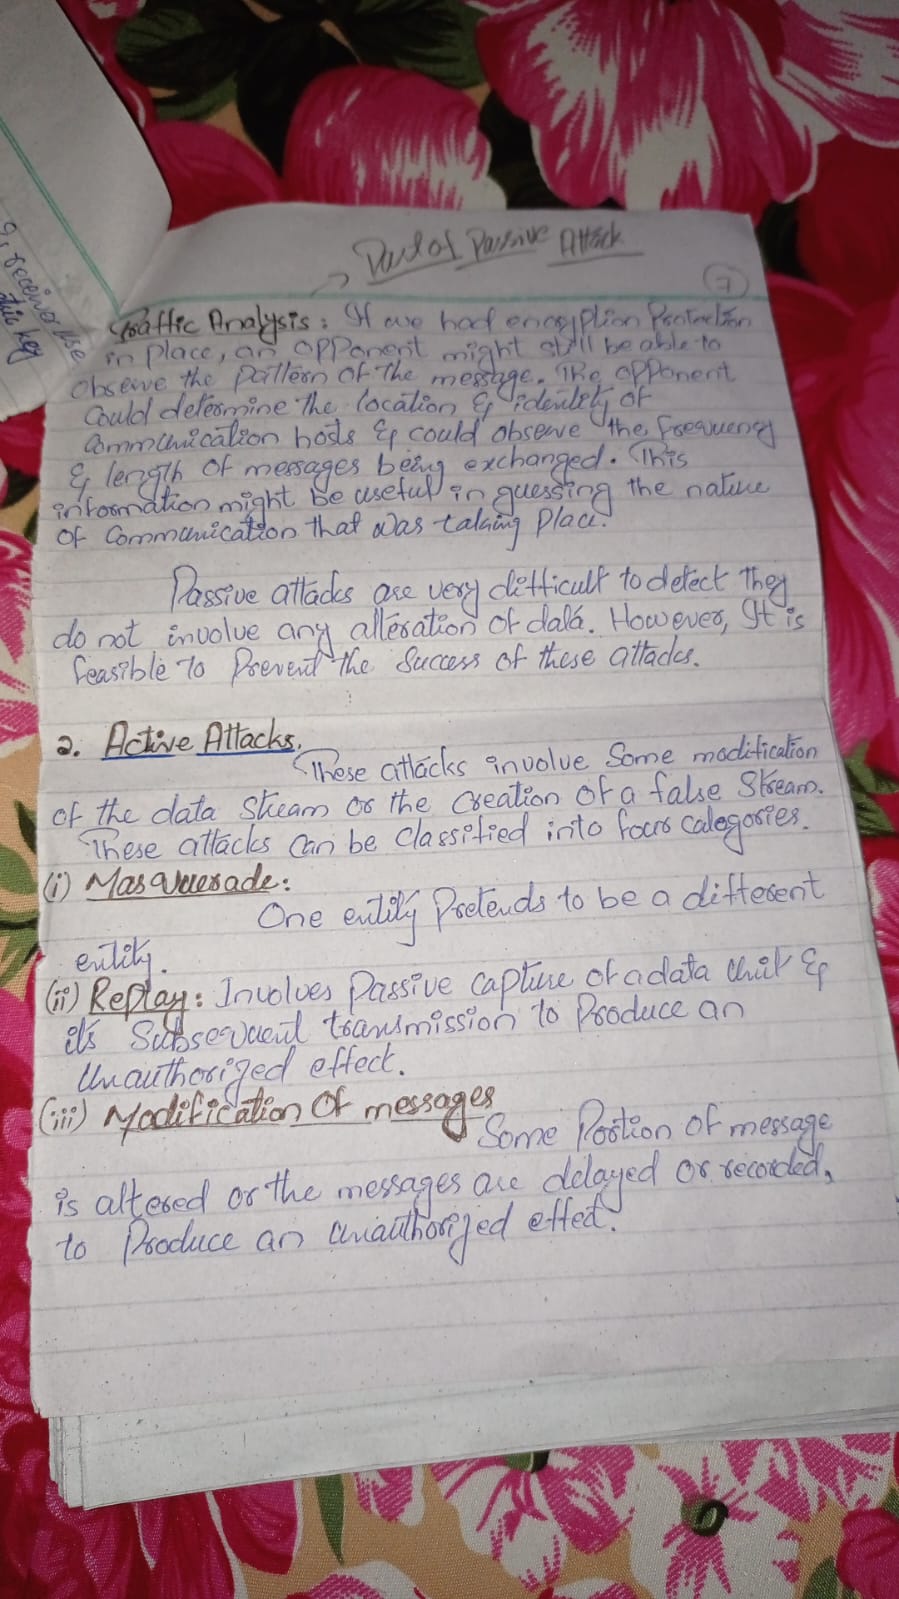 9, receiver use
this key
→ Part of Passive Attack
7
Traffic Analysis: If we had encryption Protection
in place, an opponent might still be able to
observe the pattern of the message. The opponent
could determine the location & identity of
Communication hosts & could observe the frequency
& length of messages being exchanged. This
information might be useful in guessing the nature
of Communication that was taking place.
Passive attacks are very difficult to detect they
do not involve any alteration of data. However, It is
feasible to Prevent the Success of these attacks.
2. Active Attacks.
These attacks involve Some modification
of the data stream or the creation of a false Stream.
These attacks can be classified into four categories.
(i) Masquerade:
One entity Pretends to be a different
entity.
(ii) Replay: Involves Passive capture of a data unit &
it's Subsequent transmission to Produce an
Unauthorized effect.
(iii) Modification Of messages
Some Portion of message
is altered or the messages are delayed or recorded,
to Produce an unauthorized effect.